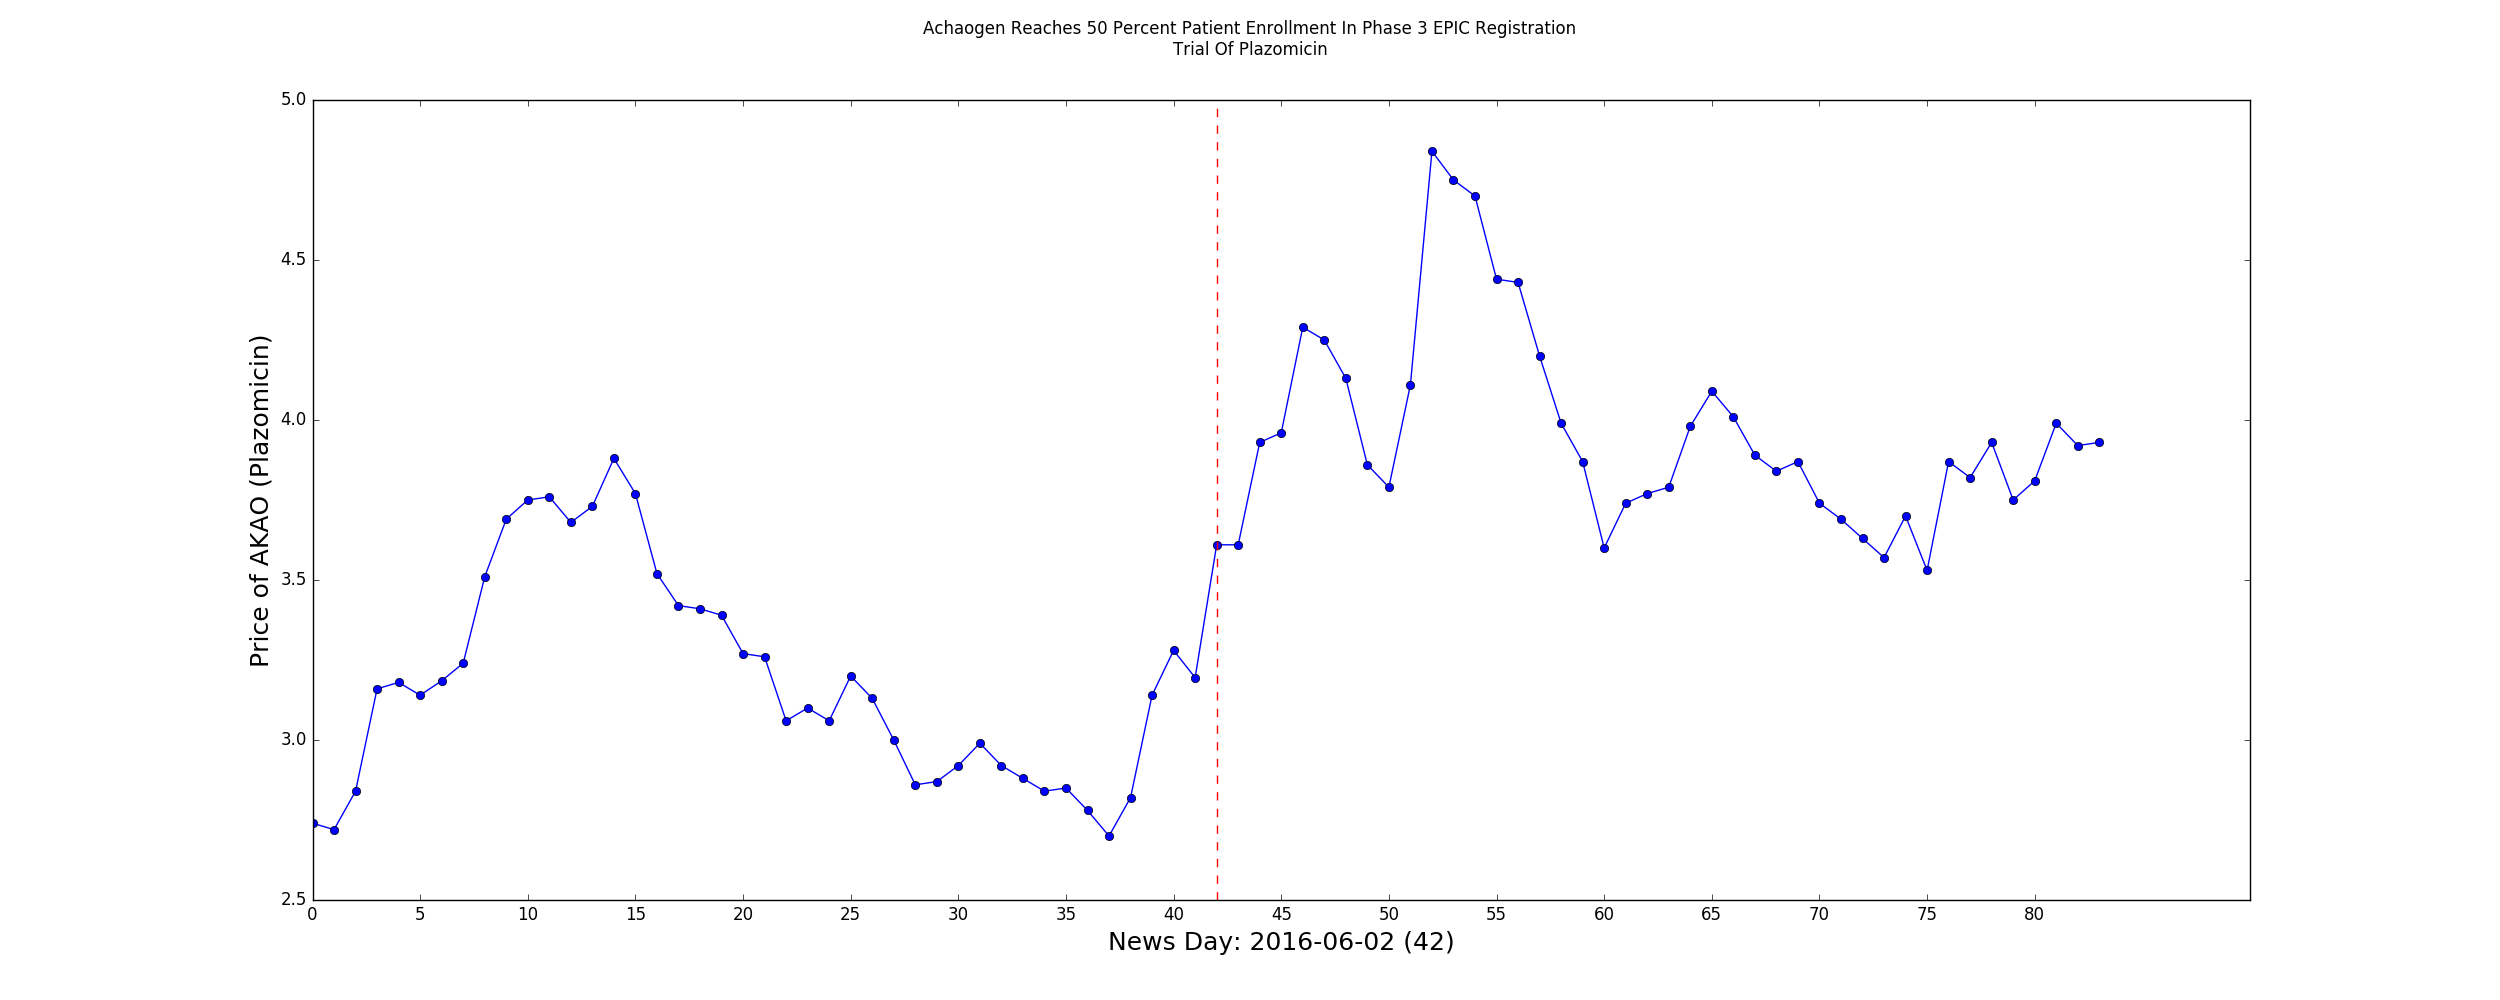 Achaogen Reaches 50 Percent Patient Enrollment In Phase 3 EPIC Registration
Trial Of Plazomicin
5.0
4.5
4.0
3.5
3.0
2.5
Price of AKAO (Plazomicin)
0 5 10 15 20 25 30 35 40 45 50 55 60 65 70 75 80
News Day: 2016-06-02 (42)